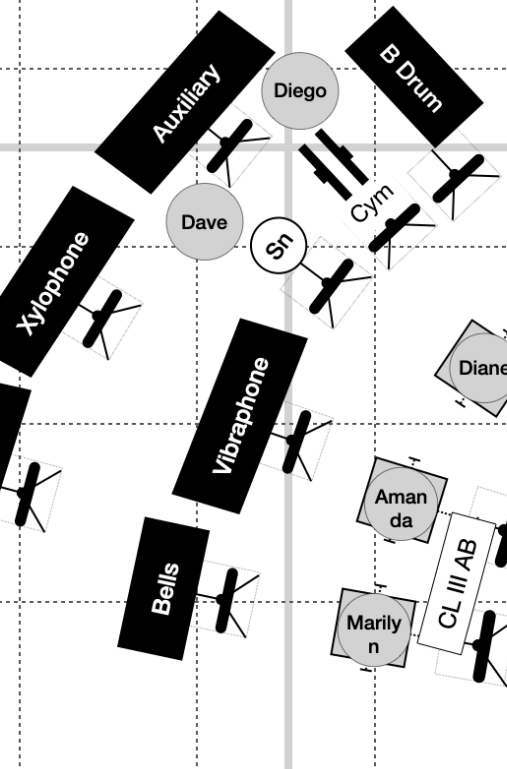 Auxiliary
Diego
B Drum
Cym
Dave
Sn
Xylophone
Diane
Vibraphone
Aman
da
CL III AB
Bells
Marily
n